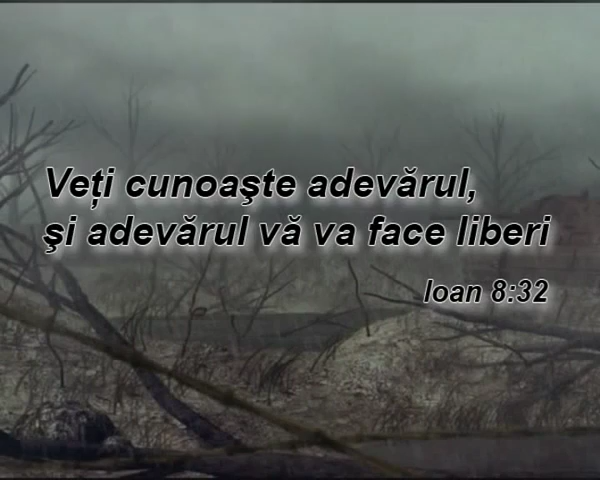 Veți cunoaşte adevărul,
şi adevărul vă va face liberi
Ioan 8:32